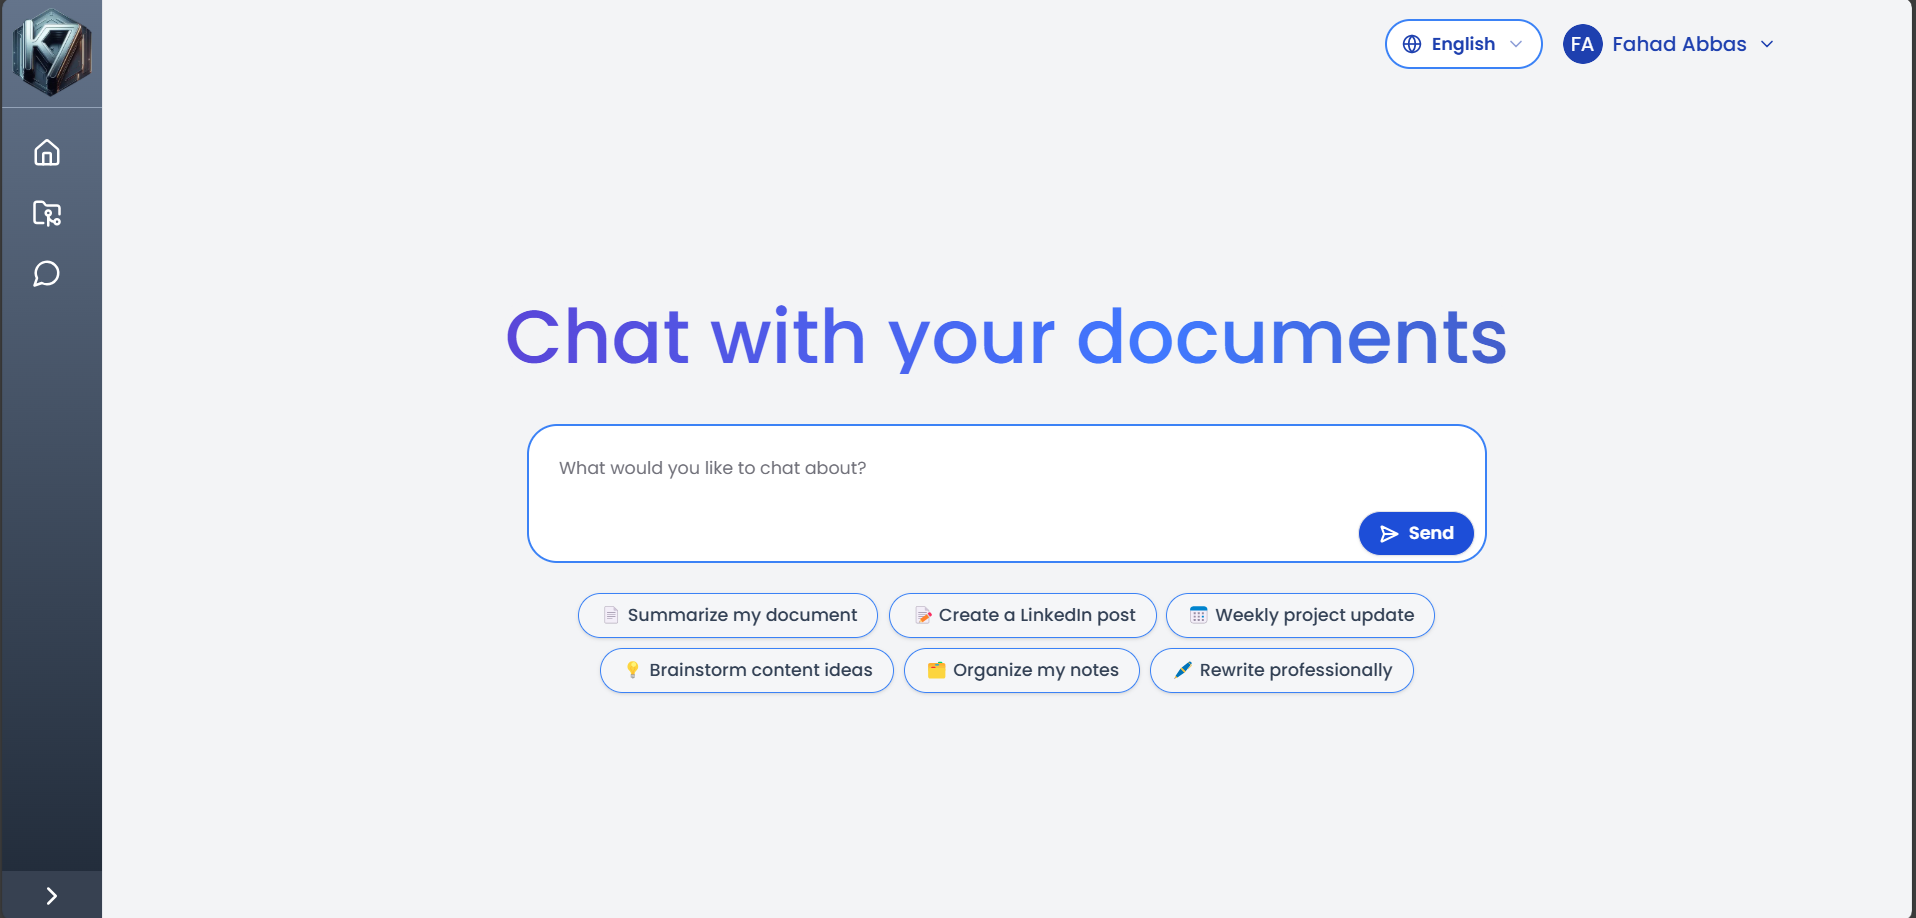 K7
English
FA Fahad Abbas
Chat with your documents
What would you like to chat about?
Send
Summarize my document
Create a LinkedIn post
Weekly project update
Brainstorm content ideas
Organize my notes
Rewrite professionally